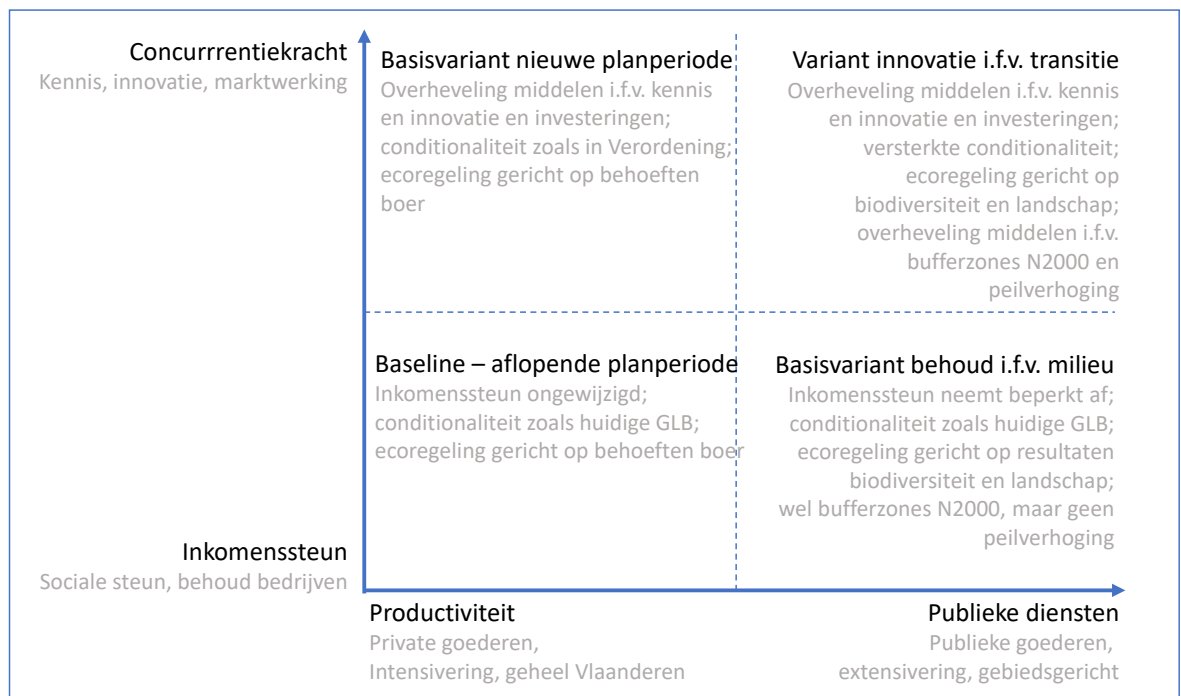 Concurrrentiekracht
Kennis, innovatie, marktwerking
Basisvariant nieuwe planperiode
Overheveling middelen i.f.v. kennis
en innovatie en investeringen;
conditionaliteit zoals in Verordening;
ecoregeling gericht op behoeften
boer
Variant innovatie i.f.v. transitie
Overheveling middelen i.f.v. kennis
en innovatie en investeringen;
versterkte conditionaliteit;
ecoregeling gericht op
biodiversiteit en landschap;
overheveling middelen i.f.v.
bufferzones N2000 en
peilverhoging
Baseline – aflopende planperiode
Inkomenssteun ongewijzigd;
conditionaliteit zoals huidige GLB;
ecoregeling gericht op behoeften boer
Basisvariant behoud i.f.v. milieu
Inkomenssteun neemt beperkt af;
conditionaliteit zoals huidige GLB;
ecoregeling gericht op resultaten
biodiversiteit en landschap;
wel bufferzones N2000, maar geen
peilverhoging
Inkomenssteun
Sociale steun, behoud bedrijven
Productiviteit
Private goederen,
Intensivering, geheel Vlaanderen
Publieke diensten
Publieke goederen,
extensivering, gebiedsgericht